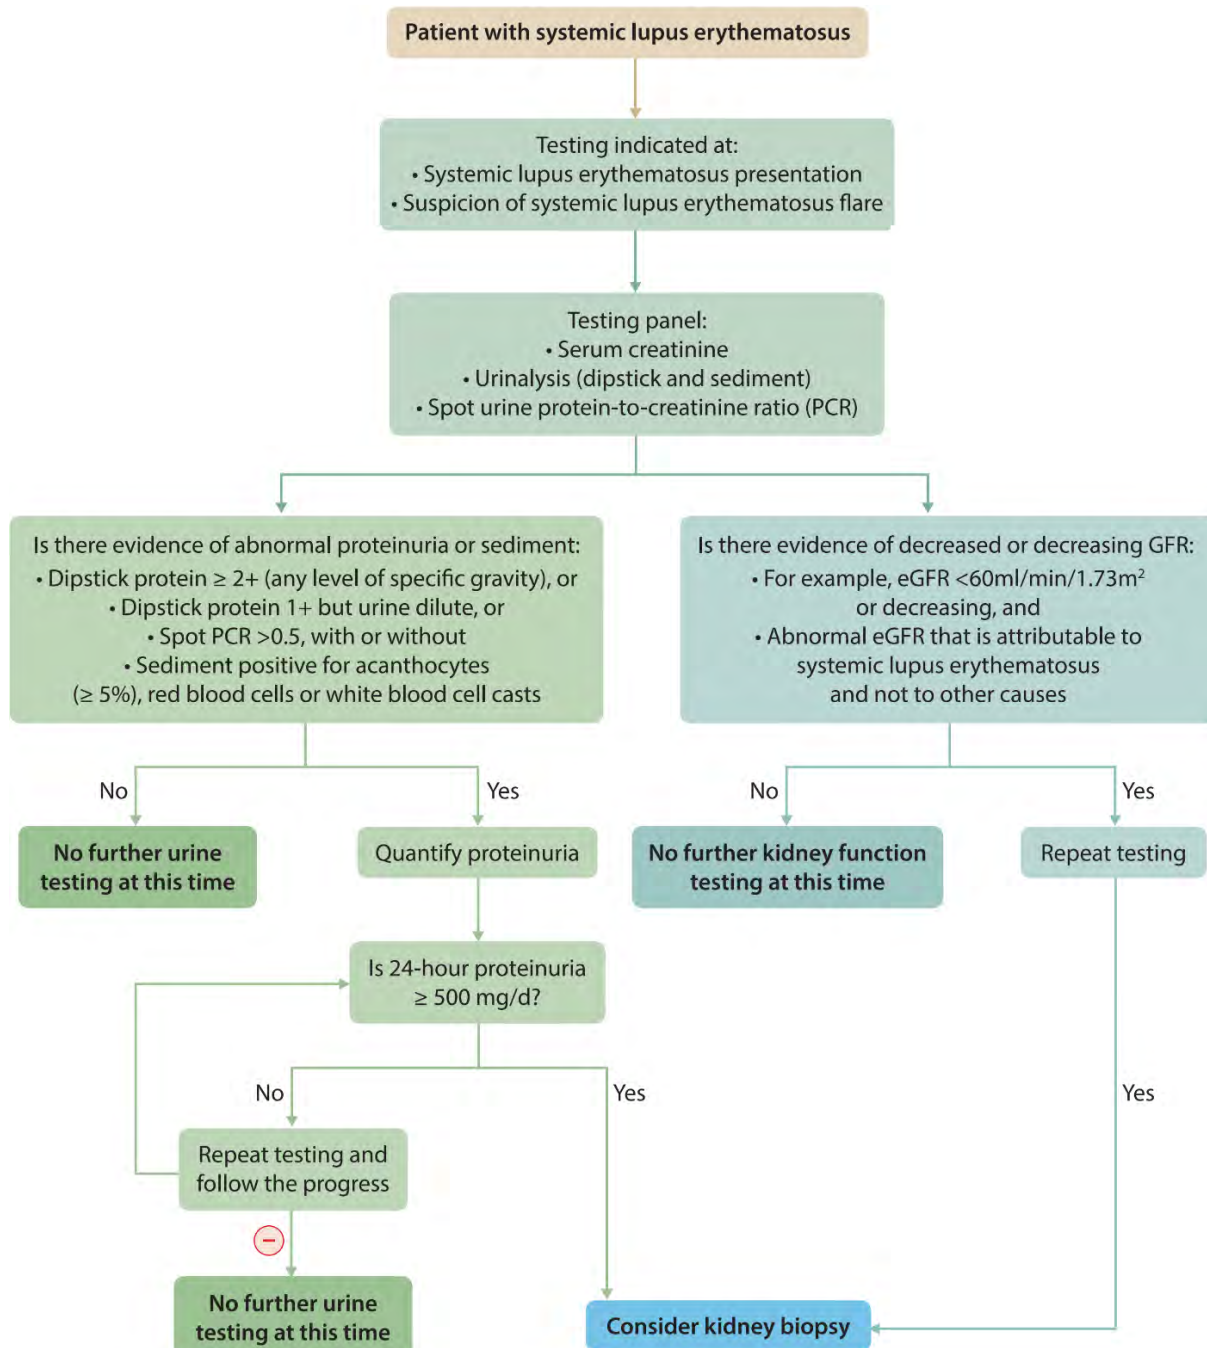 Patient with systemic lupus erythematosus
Testing indicated at:
• Systemic lupus erythematosus presentation
• Suspicion of systemic lupus erythematosus flare
Testing panel:
• Serum creatinine
• Urinalysis (dipstick and sediment)
• Spot urine protein-to-creatinine ratio (PCR)
Is there evidence of abnormal proteinuria or sediment:
• Dipstick protein ≥ 2+ (any level of specific gravity), or
• Dipstick protein 1+ but urine dilute, or
• Spot PCR >0.5, with or without
• Sediment positive for acanthocytes
(≥ 5%), red blood cells or white blood cell casts
Is there evidence of decreased or decreasing GFR:
• For example, eGFR <60ml/min/1.73m²
or decreasing, and
• Abnormal eGFR that is attributable to
systemic lupus erythematosus
and not to other causes
No
Yes
No
Yes
No further urine
testing at this time
Quantify proteinuria
No further kidney function
testing at this time
Repeat testing
Is 24-hour proteinuria
≥ 500 mg/d?
No
Yes
Yes
Repeat testing and
follow the progress
−
No further urine
testing at this time
Consider kidney biopsy